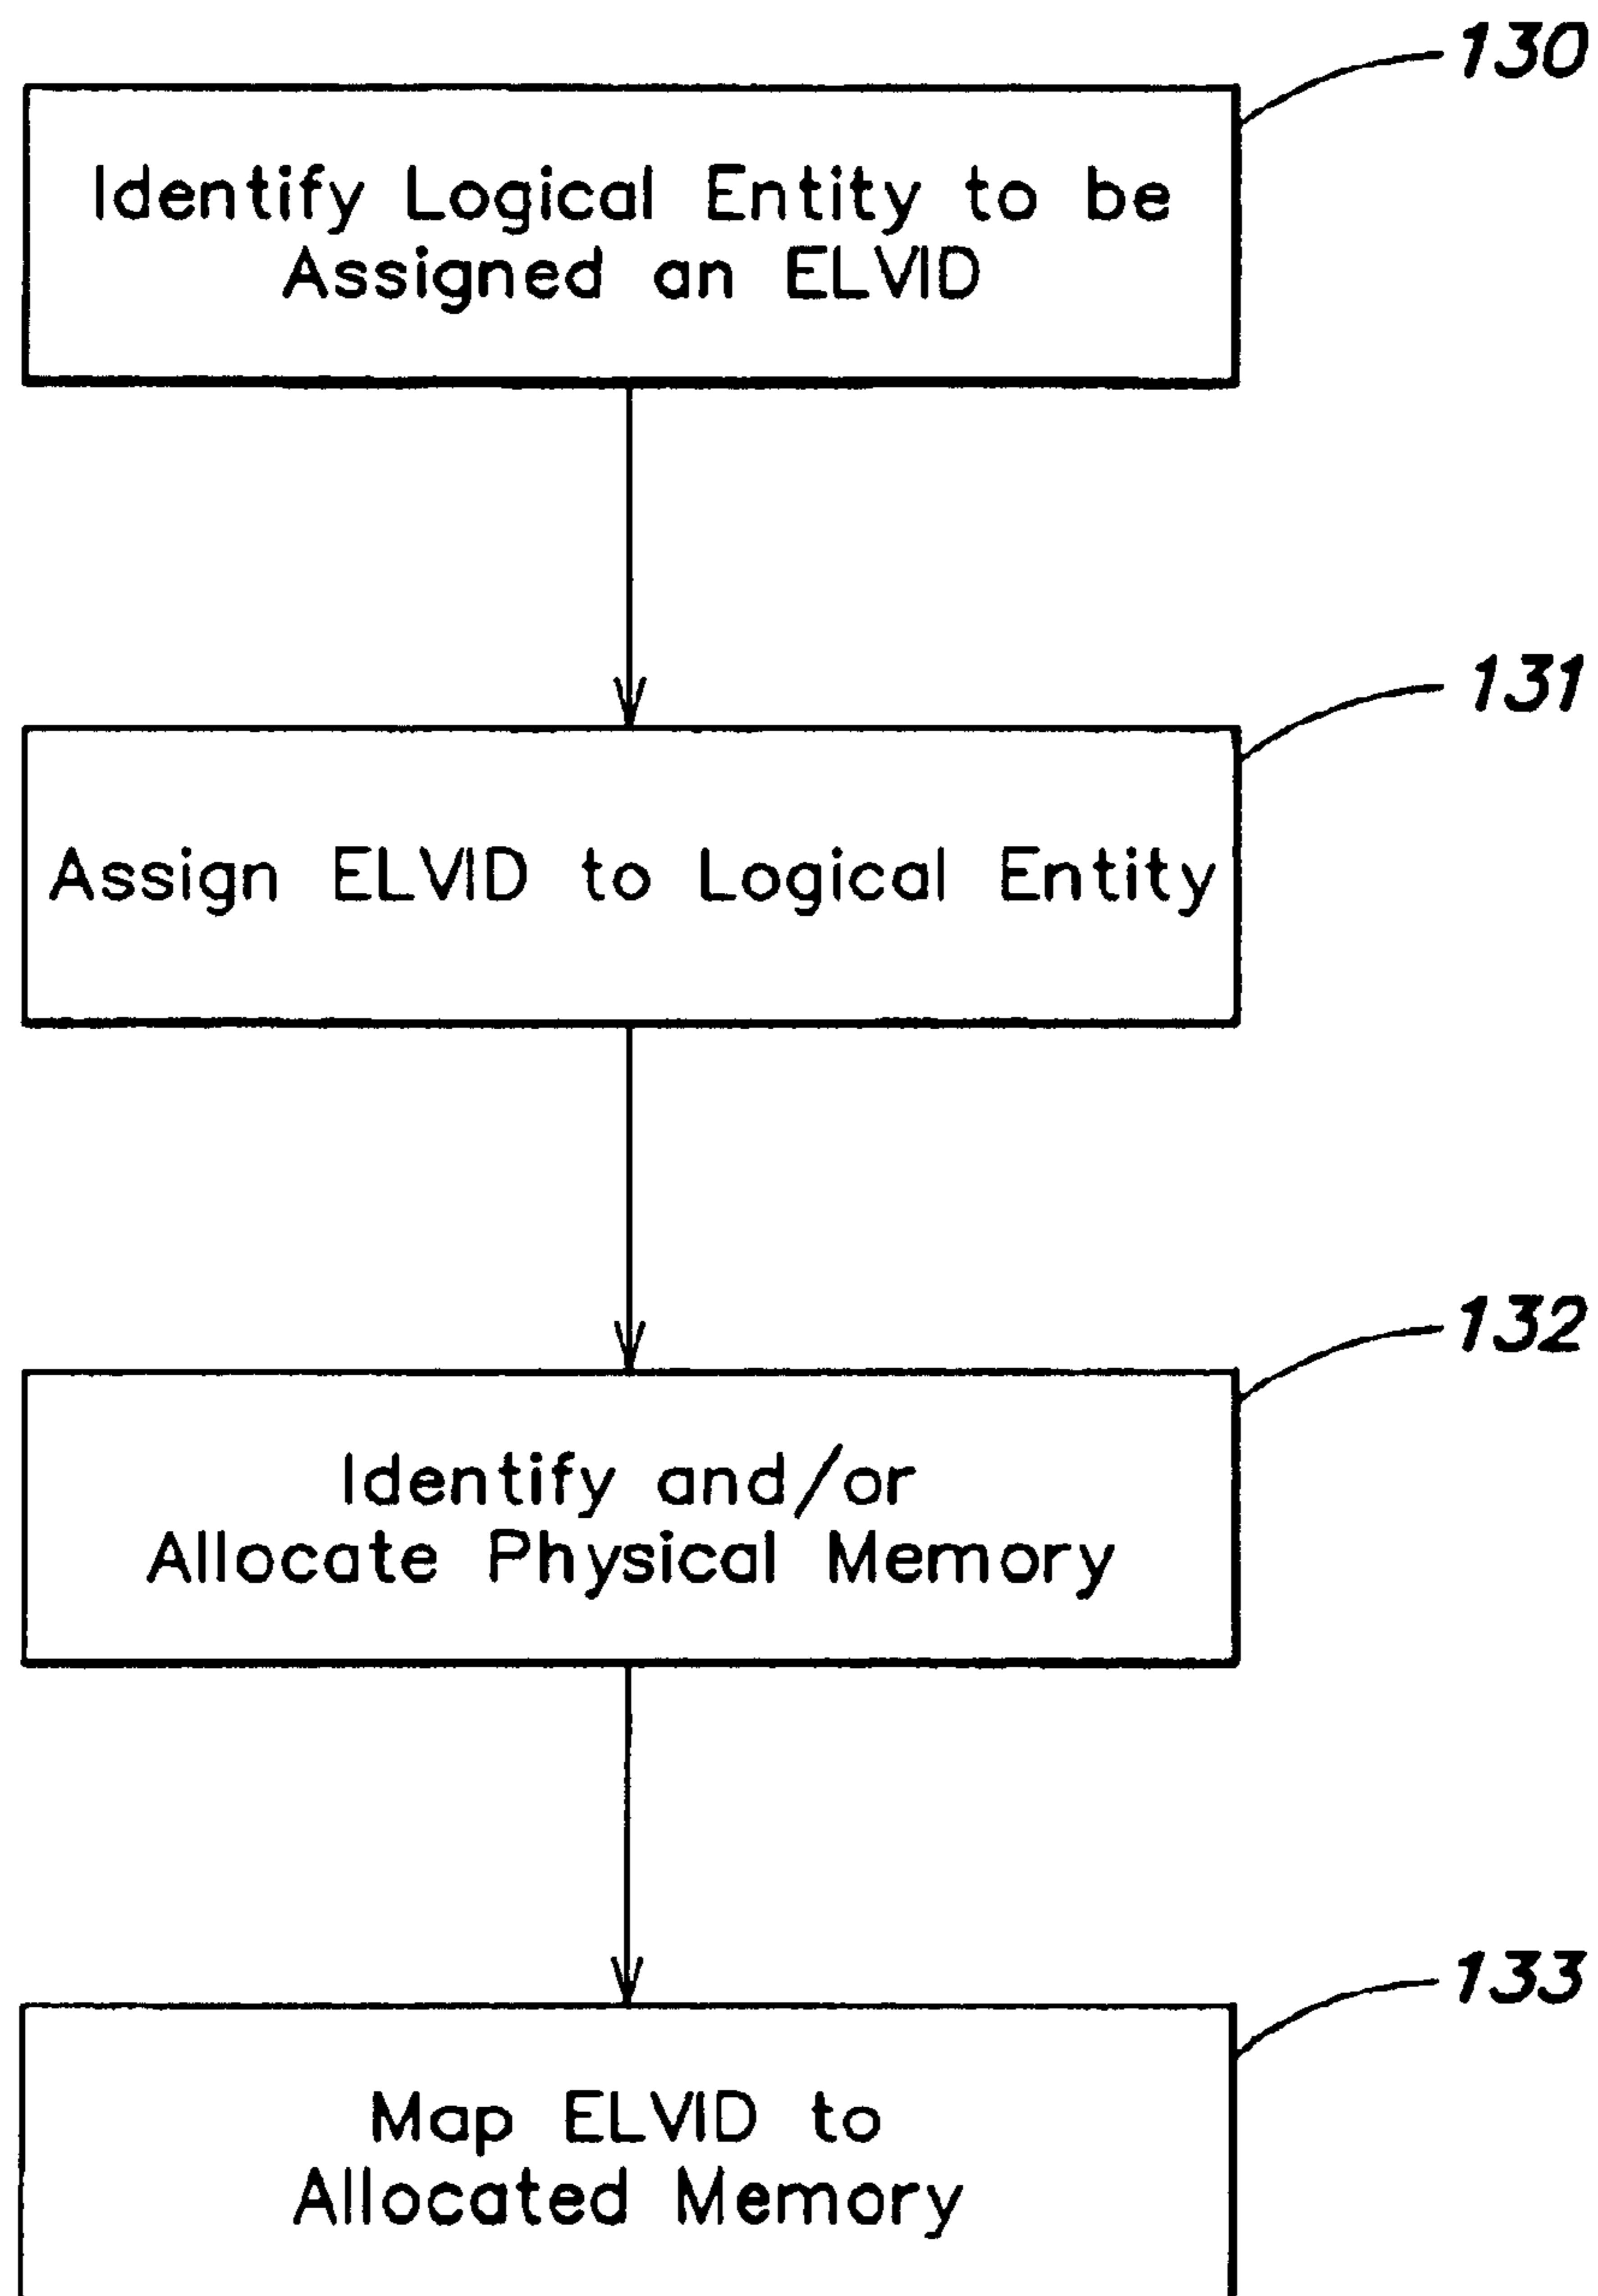 130
Identify Logical Entity to be
Assigned an ELVID
131
Assign ELVID to Logical Entity
132
Identify and/or
Allocate Physical Memory
133
Map ELVID to
Allocated Memory